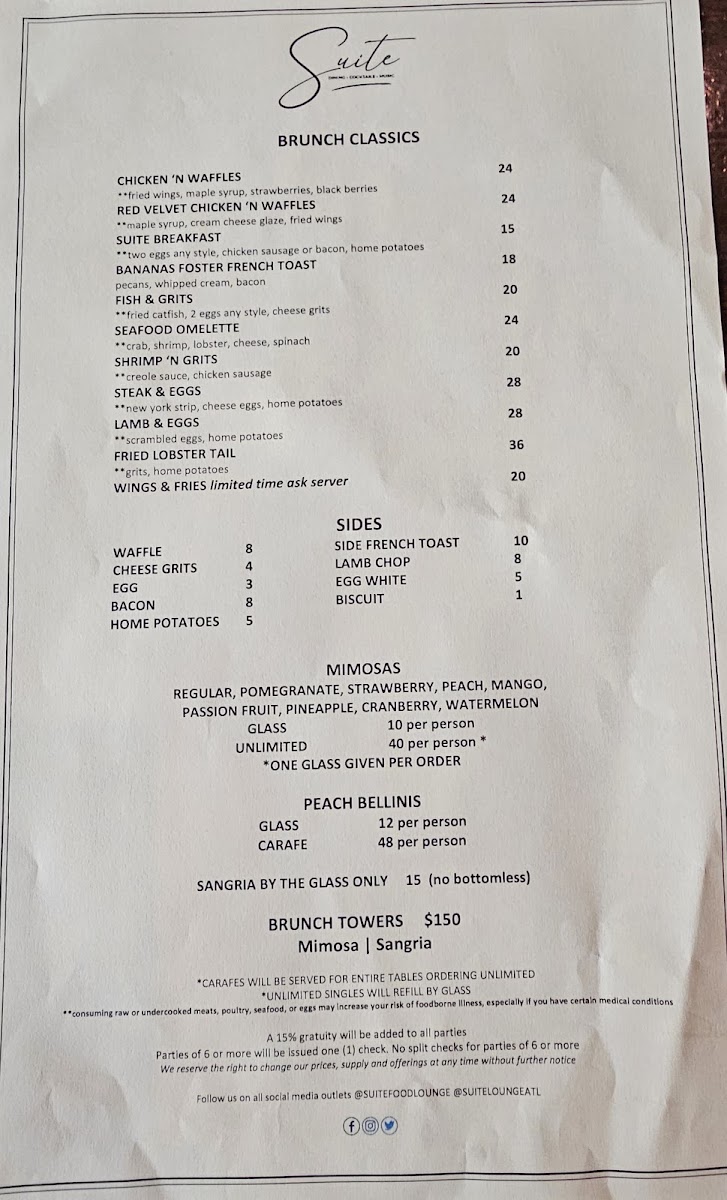 Suite
DINING • COCKTAILS • MUSIC
BRUNCH CLASSICS
CHICKEN 'N WAFFLES 24
**fried wings, maple syrup, strawberries, black berries
RED VELVET CHICKEN 'N WAFFLES 24
**maple syrup, cream cheese glaze, fried wings
SUITE BREAKFAST 15
**two eggs any style, chicken sausage or bacon, home potatoes
BANANAS FOSTER FRENCH TOAST 18
pecans, whipped cream, bacon
FISH & GRITS 20
**fried catfish, 2 eggs any style, cheese grits
SEAFOOD OMELETTE 24
**crab, shrimp, lobster, cheese, spinach
SHRIMP 'N GRITS 20
**creole sauce, chicken sausage
STEAK & EGGS 28
**new york strip, cheese eggs, home potatoes
LAMB & EGGS 28
**scrambled eggs, home potatoes
FRIED LOBSTER TAIL 36
**grits, home potatoes
WINGS & FRIES limited time ask server 20
SIDES
WAFFLE 8 SIDE FRENCH TOAST 10
CHEESE GRITS 4 LAMB CHOP 8
EGG 3 EGG WHITE 5
BACON 8 BISCUIT 1
HOME POTATOES 5
MIMOSAS
REGULAR, POMEGRANATE, STRAWBERRY, PEACH, MANGO,
PASSION FRUIT, PINEAPPLE, CRANBERRY, WATERMELON
GLASS 10 per person
UNLIMITED 40 per person *
*ONE GLASS GIVEN PER ORDER
PEACH BELLINIS
GLASS 12 per person
CARAFE 48 per person
SANGRIA BY THE GLASS ONLY 15 (no bottomless)
BRUNCH TOWERS $150
Mimosa | Sangria
*CARAFES WILL BE SERVED FOR ENTIRE TABLES ORDERING UNLIMITED
*UNLIMITED SINGLES WILL REFILL BY GLASS
**consuming raw or undercooked meats, poultry, seafood, or eggs may increase your risk of foodborne illness, especially if you have certain medical conditions
A 15% gratuity will be added to all parties
Parties of 6 or more will be issued one (1) check. No split checks for parties of 6 or more
We reserve the right to change our prices, supply and offerings at any time without further notice
Follow us on all social media outlets @SUITEFOODLOUNGE @SUITELOUNGEATL